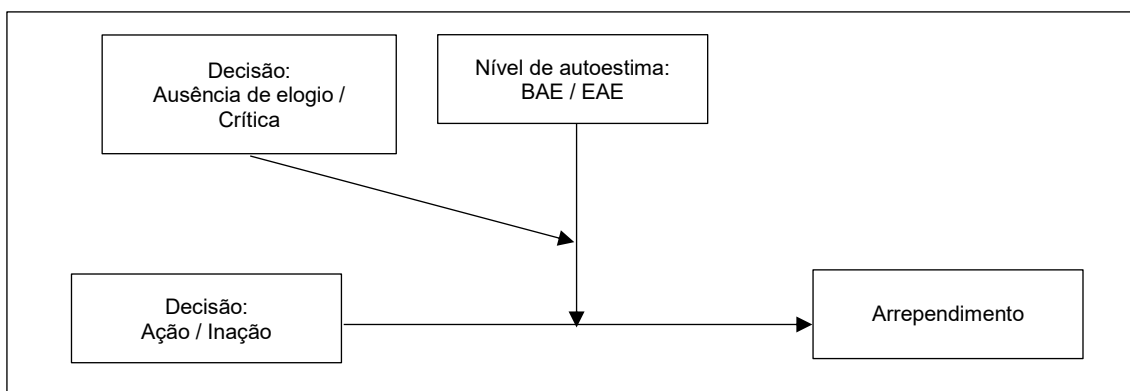 Decisão:
Ausência de elogio /
Crítica
Nível de autoestima:
BAE / EAE
Decisão:
Ação / Inação
Arrependimento